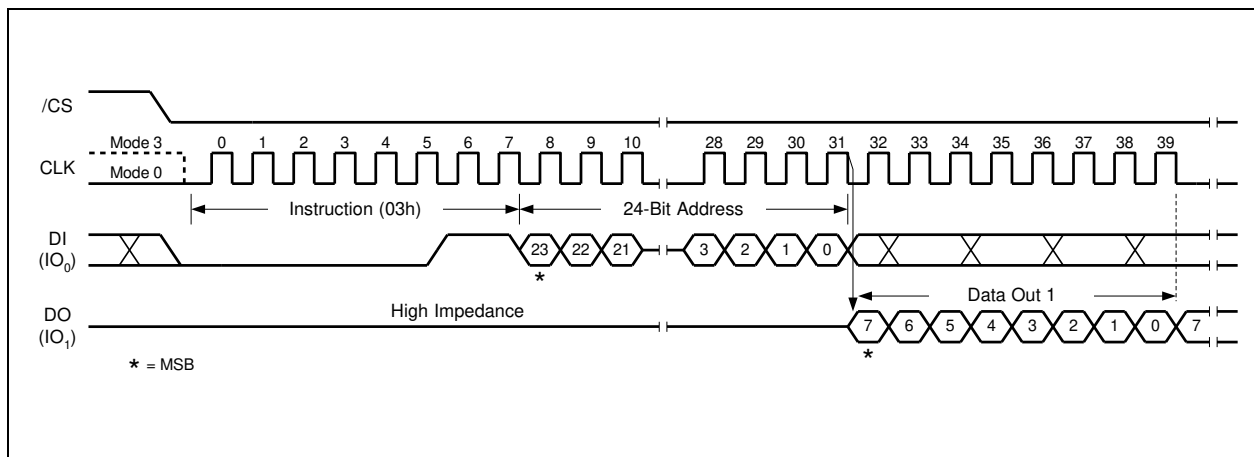 /CS
Mode 3 0 1 2 3 4 5 6 7 8 9 10 28 29 30 31 32 33 34 35 36 37 38 39
CLK Mode 0
Instruction (03h) 24-Bit Address
DI
(IO0)
23 22 21 3 2 1 0
*
High Impedance Data Out 1
DO
(IO1)
7 6 5 4 3 2 1 0 7
*
* = MSB